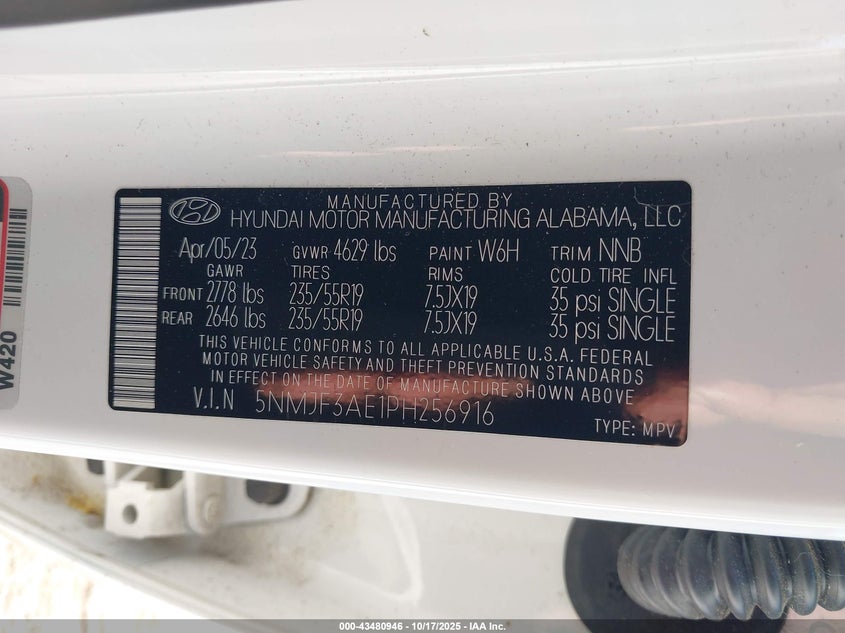 MANUFACTURED BY
HYUNDAI MOTOR MANUFACTURING ALABAMA, LLC
Apr/05/23 GVWR 4629 lbs PAINT W6H TRIM NNB
GAWR TIRES RIMS COLD TIRE INFL
FRONT 2778 lbs 235/55R19 7.5JX19 35 psi SINGLE
REAR 2646 lbs 235/55R19 7.5JX19 35 psi SINGLE
THIS VEHICLE CONFORMS TO ALL APPLICABLE U.S.A. FEDERAL
MOTOR VEHICLE SAFETY AND THEFT PREVENTION STANDARDS
IN EFFECT ON THE DATE OF MANUFACTURE SHOWN ABOVE.
V.I.N 5NMJF3AE1PH256916
TYPE: MPV
W420
000-43480946 - 10/17/2025 - IAA Inc.